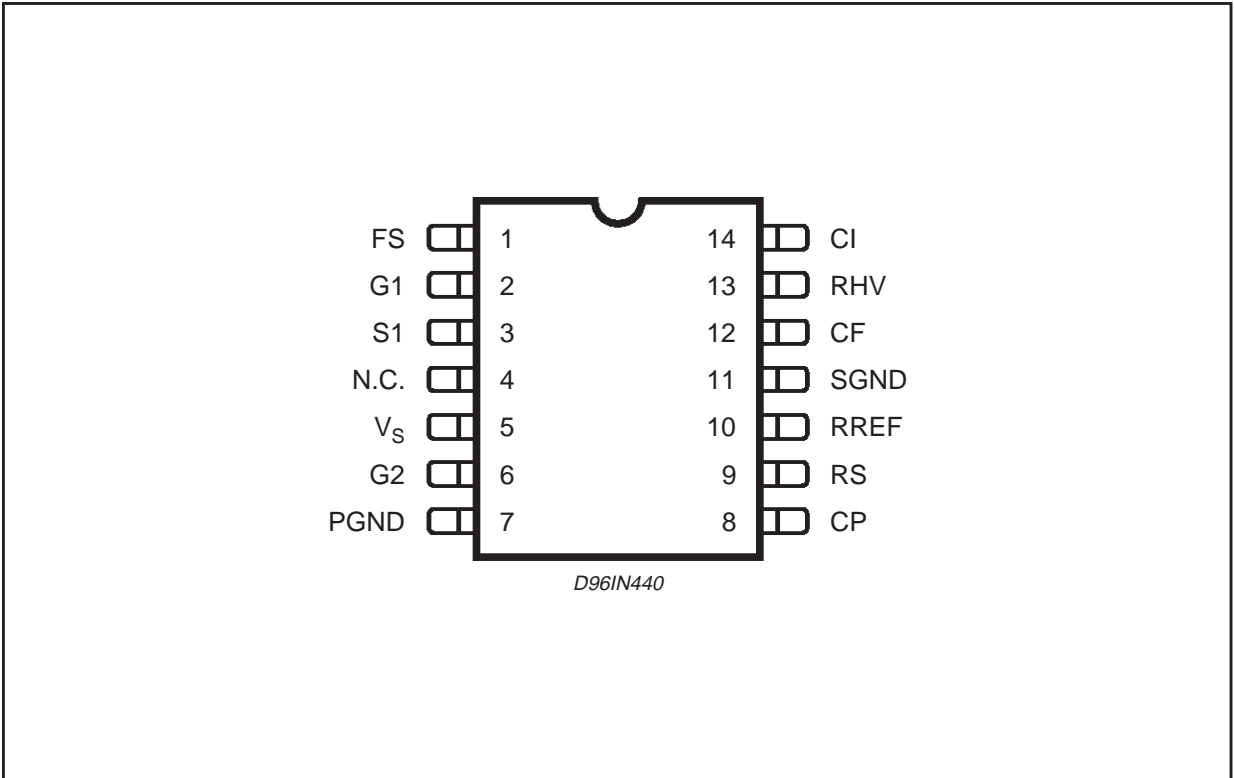 FS 1 14 CI
G1 2 13 RHV
S1 3 12 CF
N.C. 4 11 SGND
VS 5 10 RREF
G2 6 9 RS
PGND 7 8 CP
D96IN440